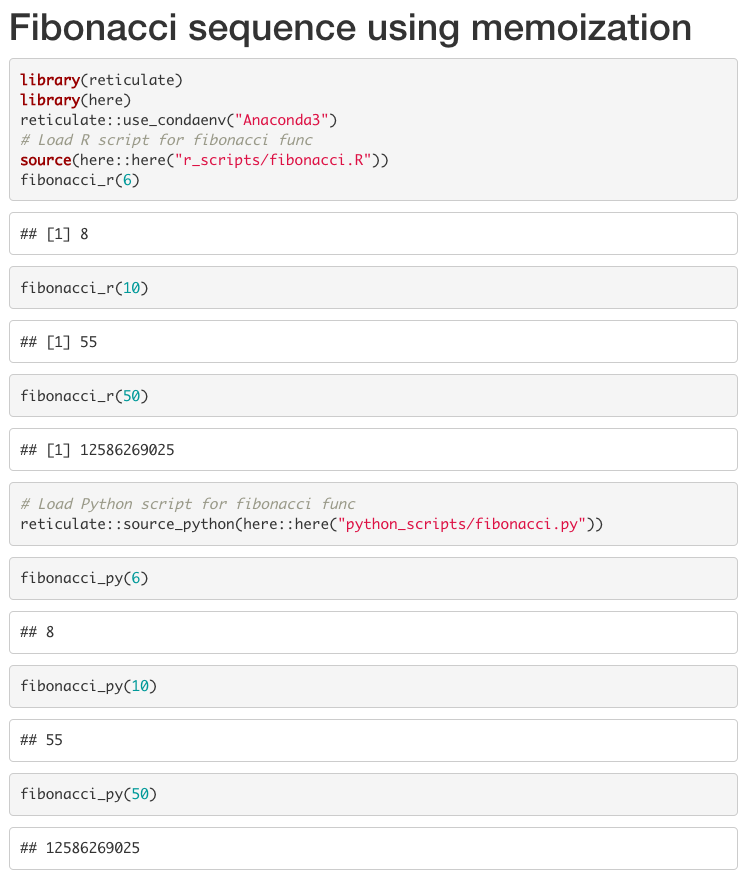 Fibonacci sequence using memoization
library(reticulate)
library(here)
reticulate::use_condaenv("Anaconda3")
# Load R script for fibonacci func
source(here::here("r_scripts/fibonacci.R"))
fibonacci_r(6)
## [1] 8
fibonacci_r(10)
## [1] 55
fibonacci_r(50)
## [1] 12586269025
# Load Python script for fibonacci func
reticulate::source_python(here::here("python_scripts/fibonacci.py"))
fibonacci_py(6)
## 8
fibonacci_py(10)
## 55
fibonacci_py(50)
## 12586269025